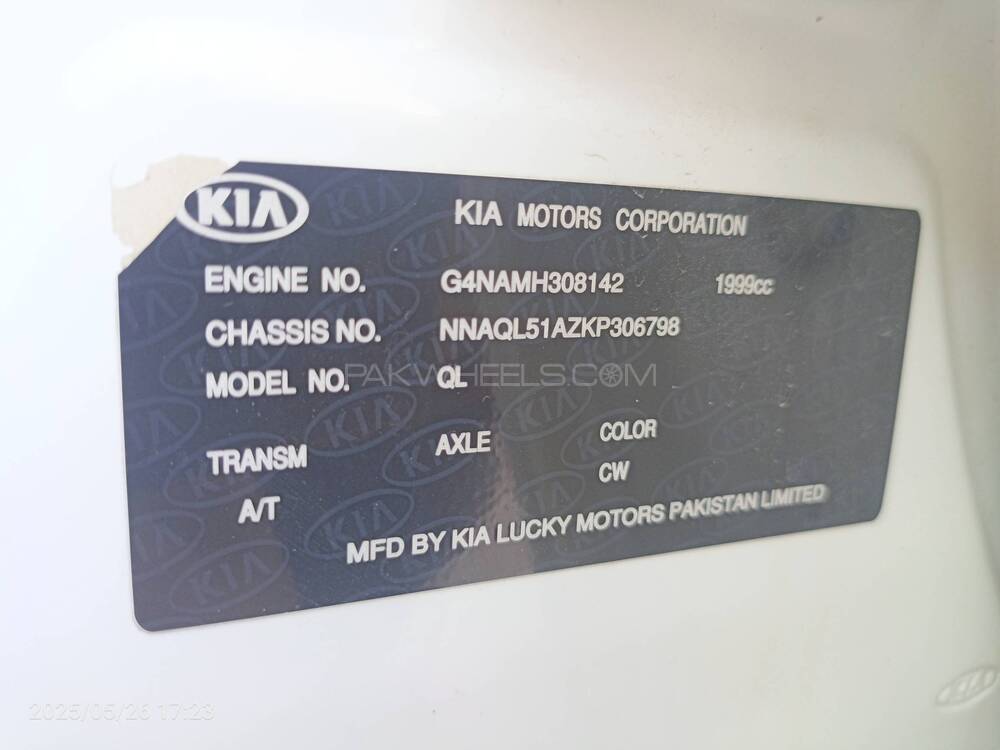 KIA
KIA MOTORS CORPORATION
ENGINE NO. G4NAMH308142 1999cc
CHASSIS NO. NNAQL51AZKP306798
MODEL NO. QL
PAKWHEELS.COM
TRANSM AXLE COLOR
A/T CW
MFD BY KIA LUCKY MOTORS PAKISTAN LIMITED
KIA
2025/05/26 17:23